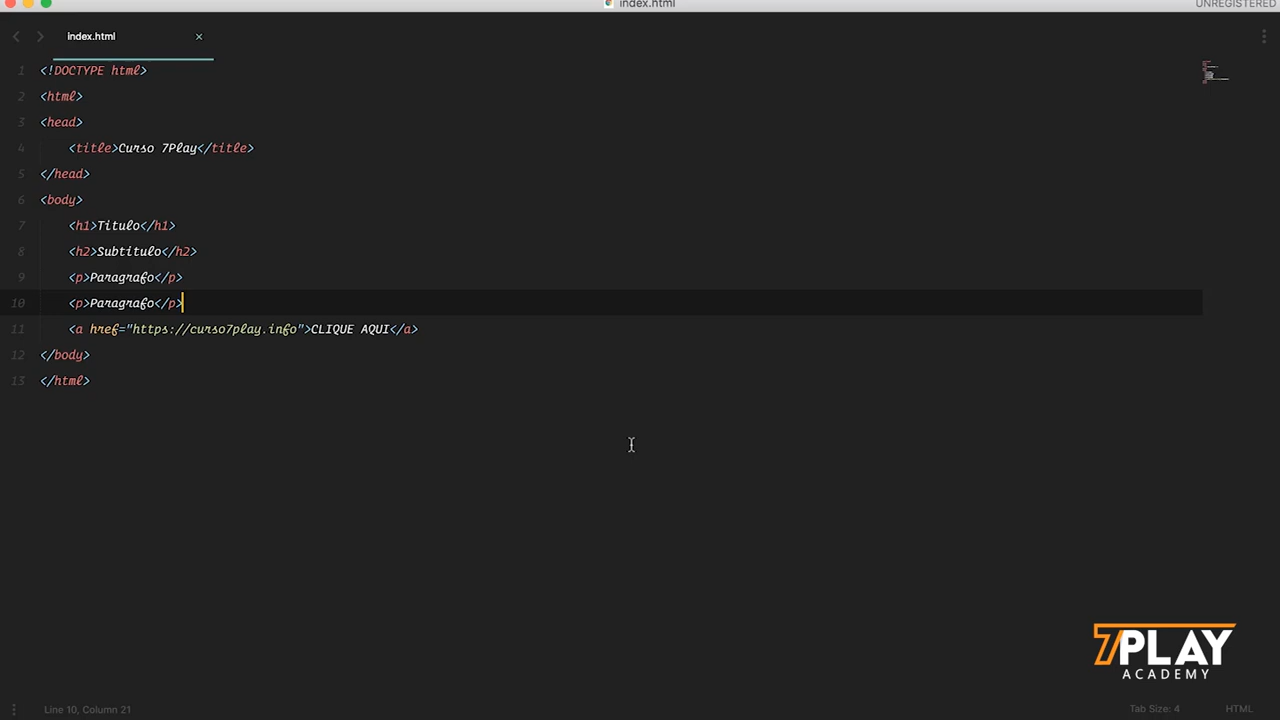 index.html
UNREGISTERED
index.html
1 <!DOCTYPE html>
2 <html>
3 <head>
4 <title>Curso 7Play</title>
5 </head>
6 <body>
7 <h1>Titulo</h1>
8 <h2>Subtitulo</h2>
9 <p>Paragrafo</p>
10 <p>Paragrafo</p>
11 <a href="https://curso7play.info">CLIQUE AQUI</a>
12 </body>
13 </html>
7PLAY
ACADEMY
Line 10, Column 21
Tab Size: 4
HTML